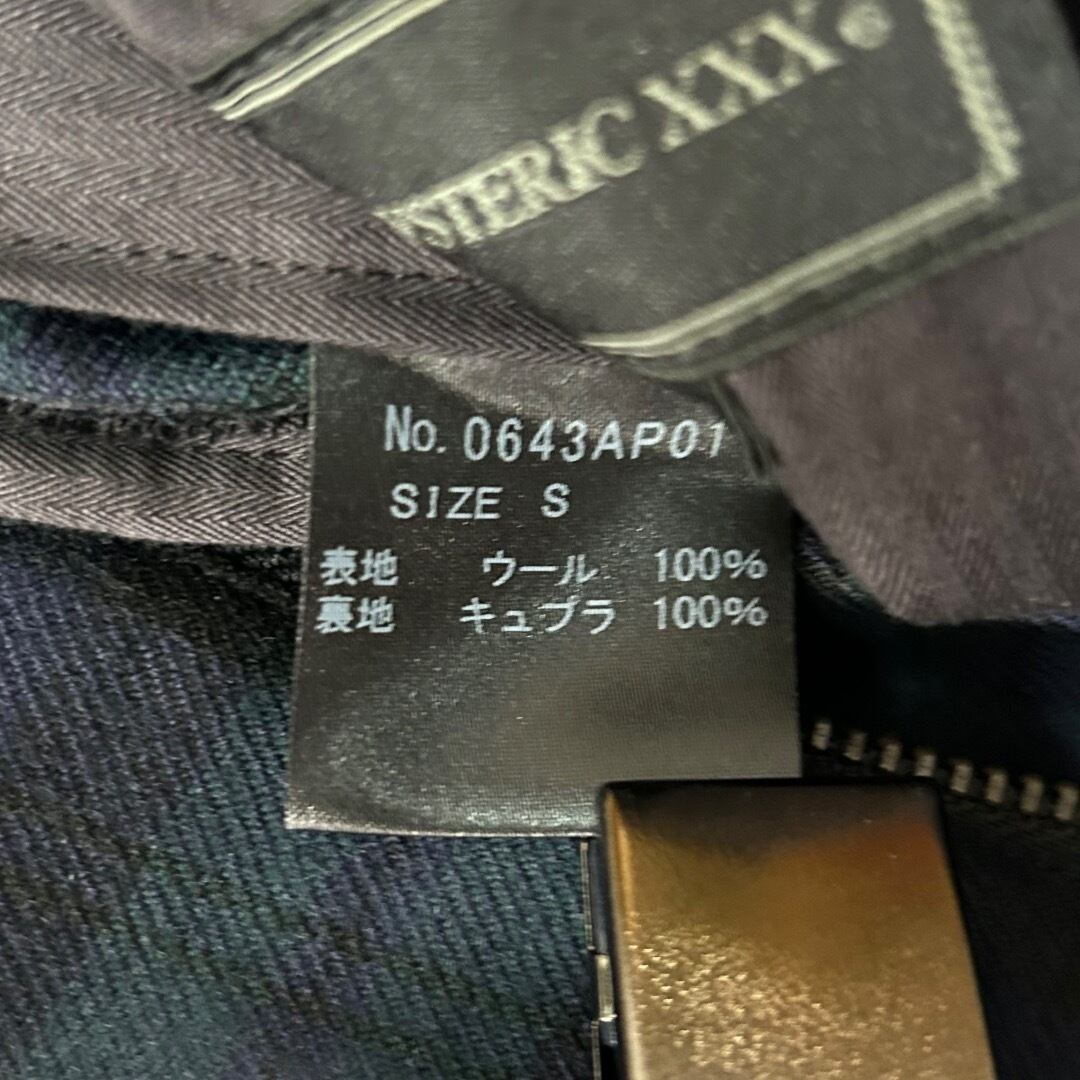 STERIC XXX®
No. 0643AP01
SIZE S
表地 ウール 100%
裏地 キュプラ 100%